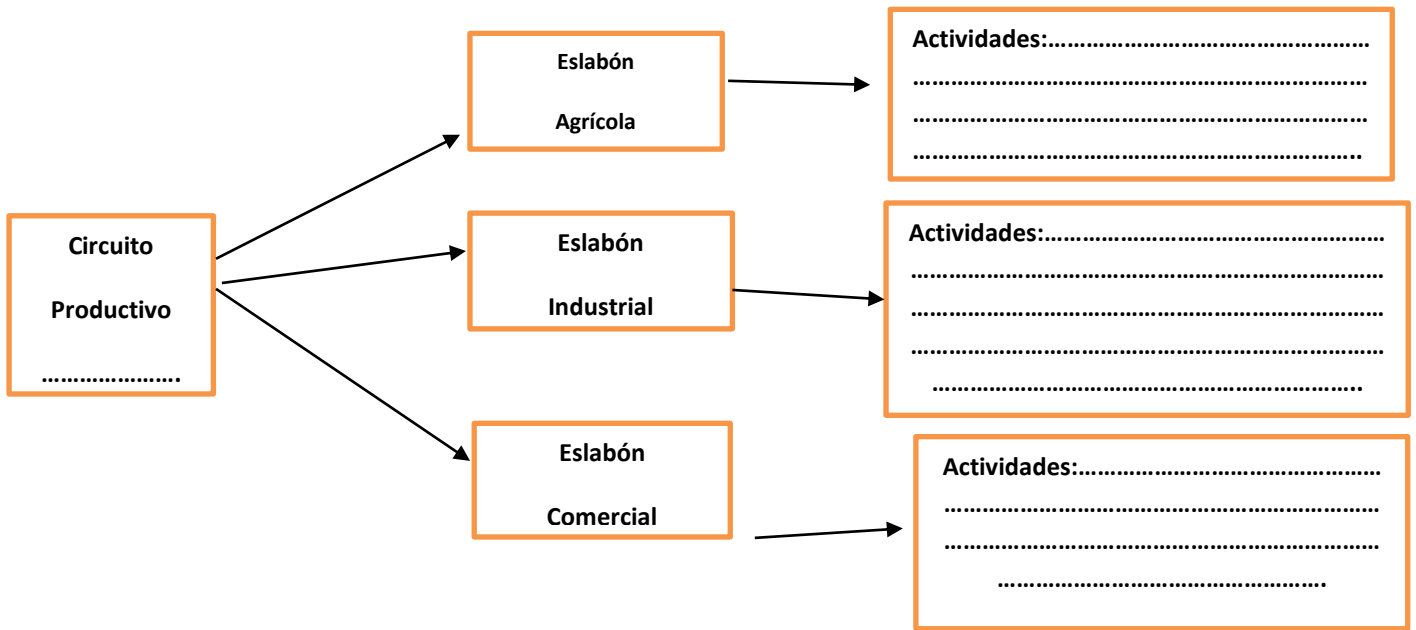 Circuito
Productivo
………………….
Eslabón
Agrícola
Actividades:……………………………………………
………………………………………………………………
………………………………………………………………
……………………………………………………………..
Eslabón
Industrial
Actividades:………………………………………………
…………………………………………………………………
…………………………………………………………………
…………………………………………………………………
…………………………………………………………..
Eslabón
Comercial
Actividades:…………………………………………
……………………………………………………………
……………………………………………………………
…………………………………………….